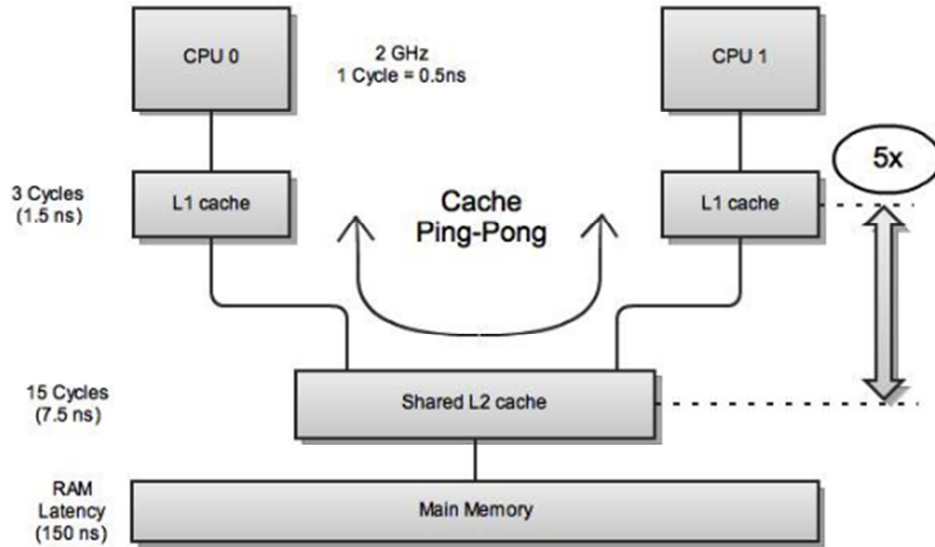 CPU 0
2 GHz
1 Cycle = 0.5ns
CPU 1
5x
3 Cycles
(1.5 ns)
L1 cache
Cache
Ping-Pong
L1 cache
15 Cycles
(7.5 ns)
Shared L2 cache
RAM
Latency
(150 ns)
Main Memory